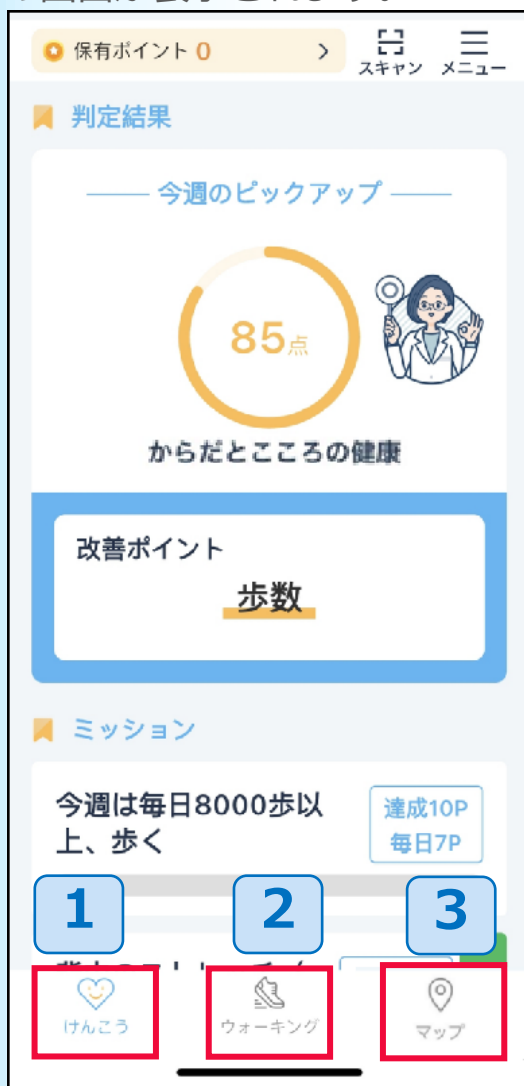 保有ポイント 0 >
スキャン メニュー
判定結果
今週のピックアップ
85点
からだとこころの健康
改善ポイント
歩数
ミッション
今週は毎日8000歩以
上、歩く
達成10P
毎日7P
1 2 3
けんこう ウォーキング マップ